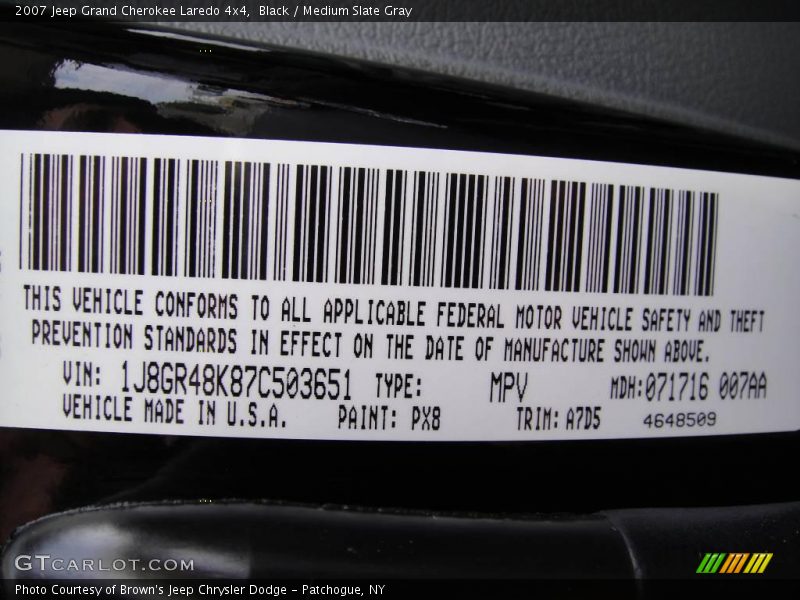 2007 Jeep Grand Cherokee Laredo 4x4, Black / Medium Slate Gray
THIS VEHICLE CONFORMS TO ALL APPLICABLE FEDERAL MOTOR VEHICLE SAFETY AND THEFT
PREVENTION STANDARDS IN EFFECT ON THE DATE OF MANUFACTURE SHOWN ABOVE.
VIN: 1J8GR48K87C503651 TYPE: MPV MDH:071716 007AA
VEHICLE MADE IN U.S.A. PAINT: PX8 TRIM: A7D5 4648509
GTCARLOT.COM
Photo Courtesy of Brown's Jeep Chrysler Dodge - Patchogue, NY